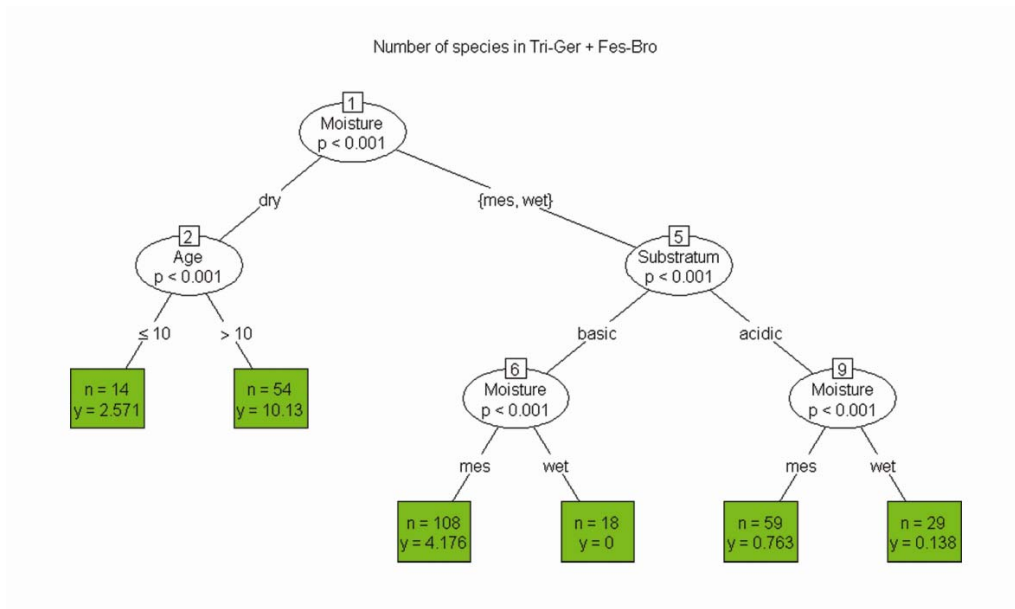 Number of species in Tri-Ger + Fes-Bro
1
Moisture
p < 0.001
dry
{mes, wet}
2
Age
p < 0.001
5
Substratum
p < 0.001
≤ 10
> 10
basic
acidic
n = 14
y = 2.571
n = 54
y = 10.13
6
Moisture
p < 0.001
9
Moisture
p < 0.001
mes
wet
mes
wet
n = 108
y = 4.176
n = 18
y = 0
n = 59
y = 0.763
n = 29
y = 0.138